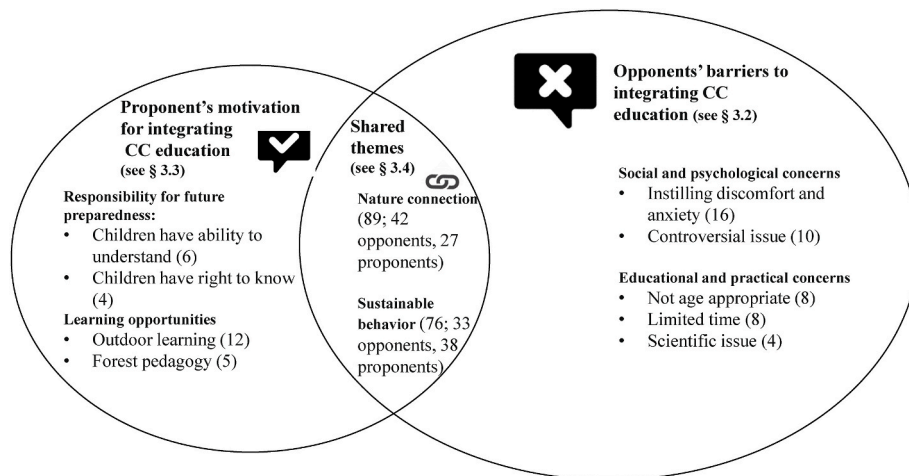 Proponent's motivation
for integrating
CC education
(see § 3.3)
Responsibility for future
preparedness:
• Children have ability to
understand (6)
• Children have right to know
(4)
Learning opportunities
• Outdoor learning (12)
• Forest pedagogy (5)
Shared
themes
(see § 3.4)
Nature connection
(89; 42
opponents, 27
proponents)
Sustainable
behavior (76; 33
opponents, 38
proponents)
Opponents' barriers to
integrating CC
education (see § 3.2)
Social and psychological concerns
• Instilling discomfort and
anxiety (16)
• Controversial issue (10)
Educational and practical concerns
• Not age appropriate (8)
• Limited time (8)
• Scientific issue (4)